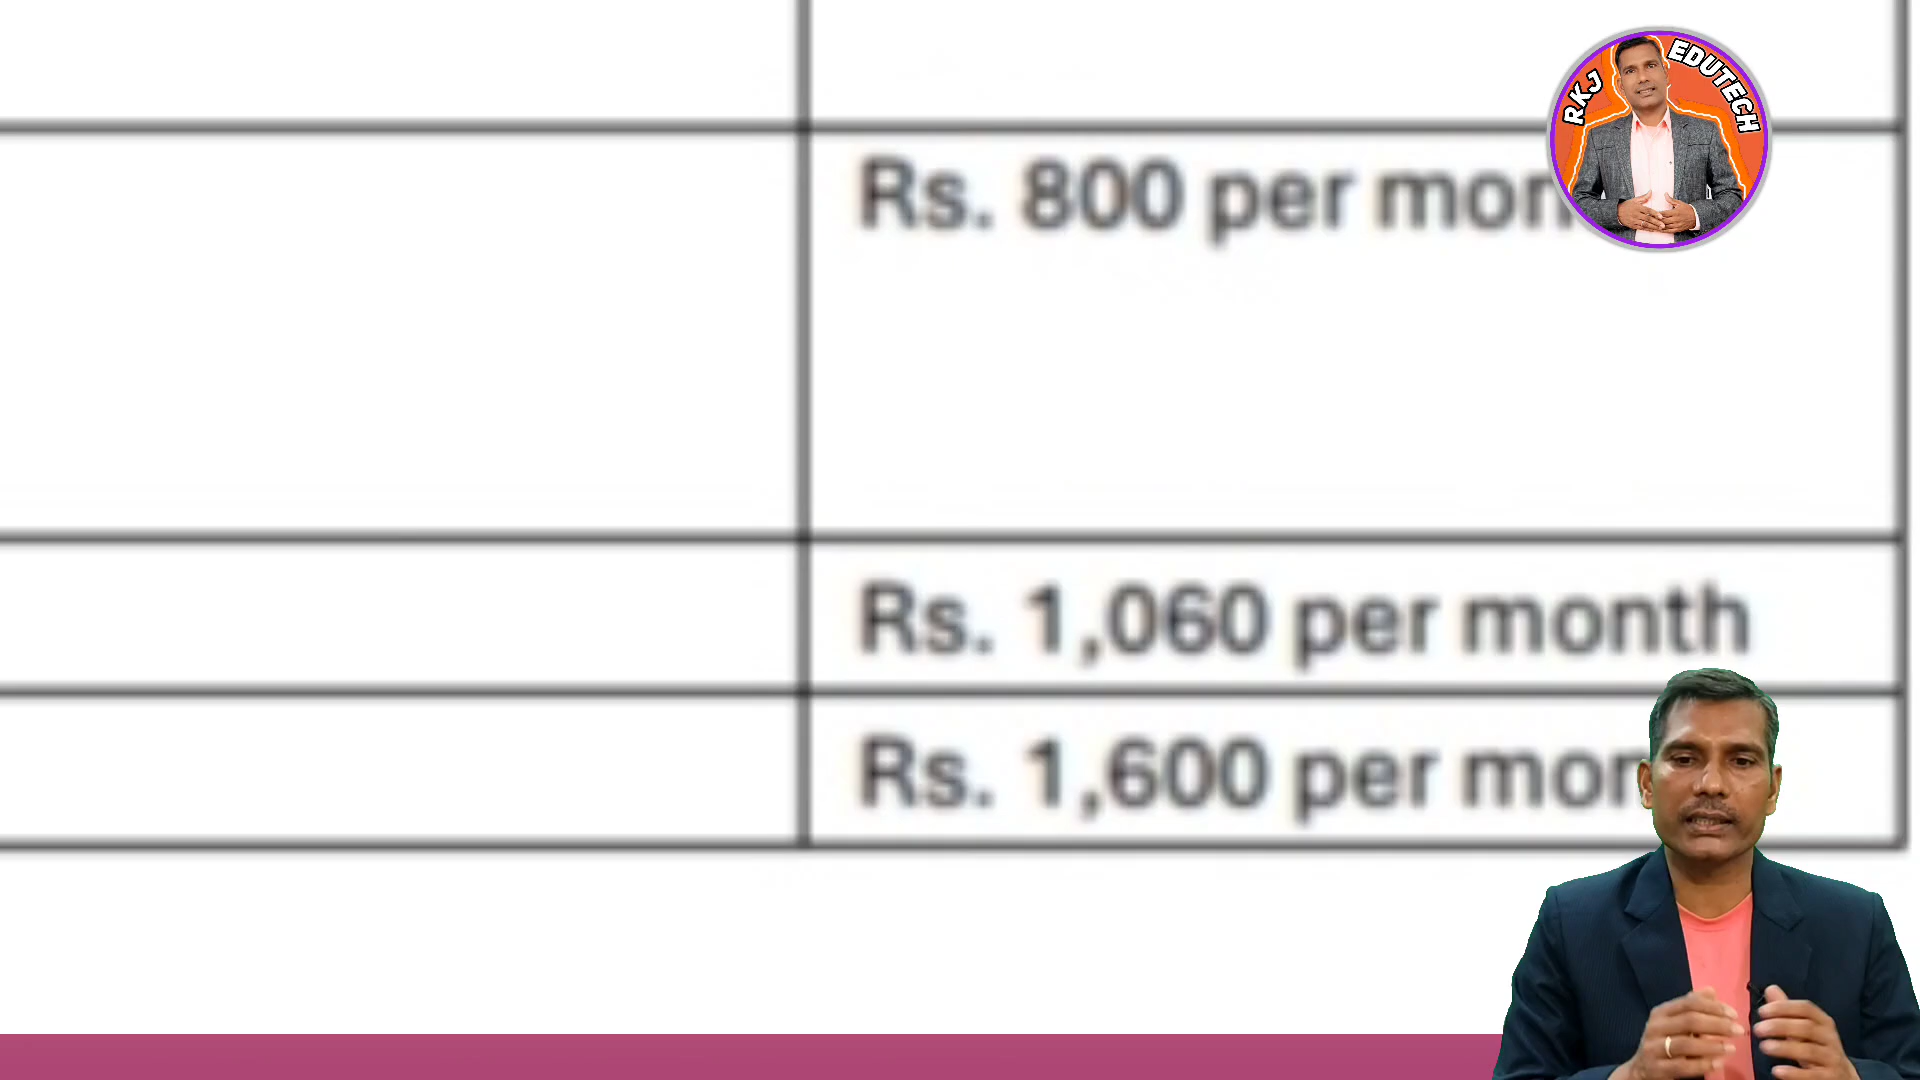 RKJ EDUTECH
Rs. 800 per mon
Rs. 1,060 per month
Rs. 1,600 per mon